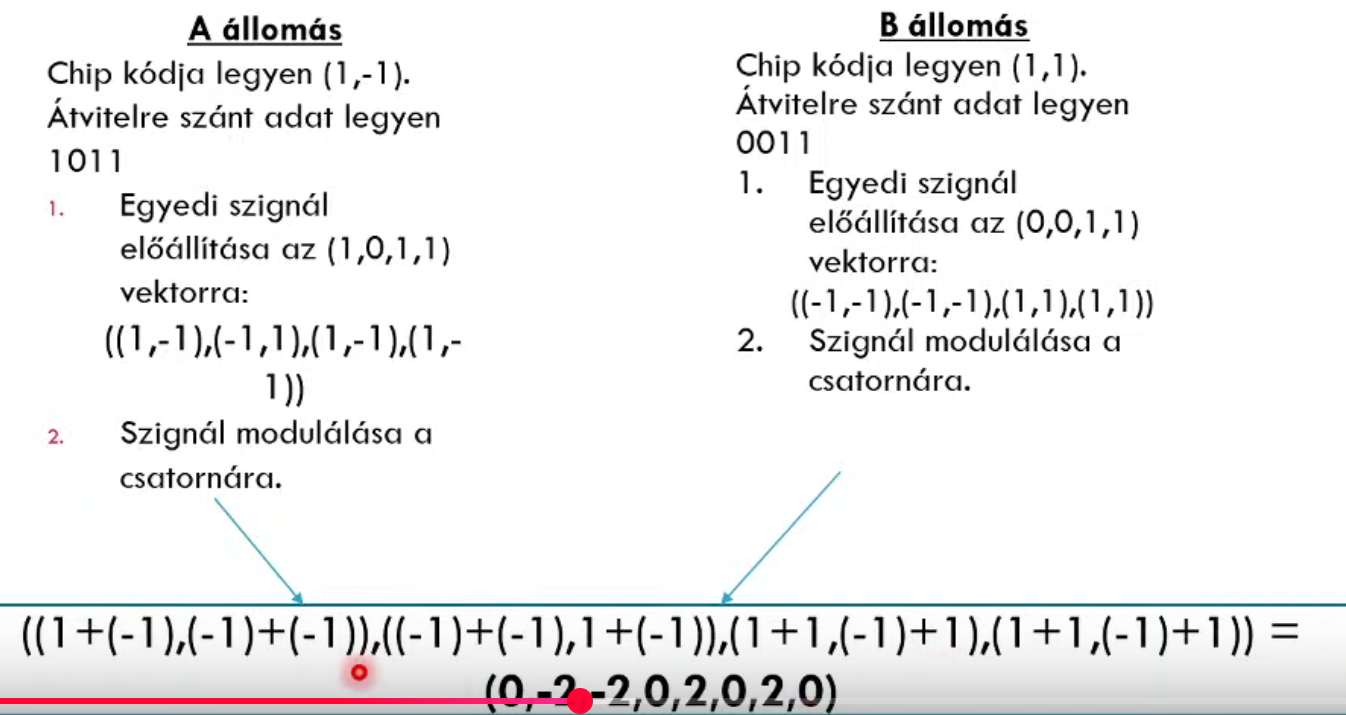 A állomás
Chip kódja legyen (1,-1).
Átvitelre szánt adat legyen
1011
1. Egyedi szignál
előállítása az (1,0,1,1)
vektorra:
((1,-1),(-1,1),(1,-1),(1,-
1))
2. Szignál modulálása a
csatornára.
B állomás
Chip kódja legyen (1,1).
Átvitelre szánt adat legyen
0011
1. Egyedi szignál
előállítása az (0,0,1,1)
vektorra:
((-1,-1),(-1,-1),(1,1),(1,1))
2. Szignál modulálása a
csatornára.
((1+(-1),(-1)+(-1)),((-1)+(-1),1+(-1)),(1+1,(-1)+1),(1+1,(-1)+1)) =
(0,-2,-2,0,2,0,2,0)